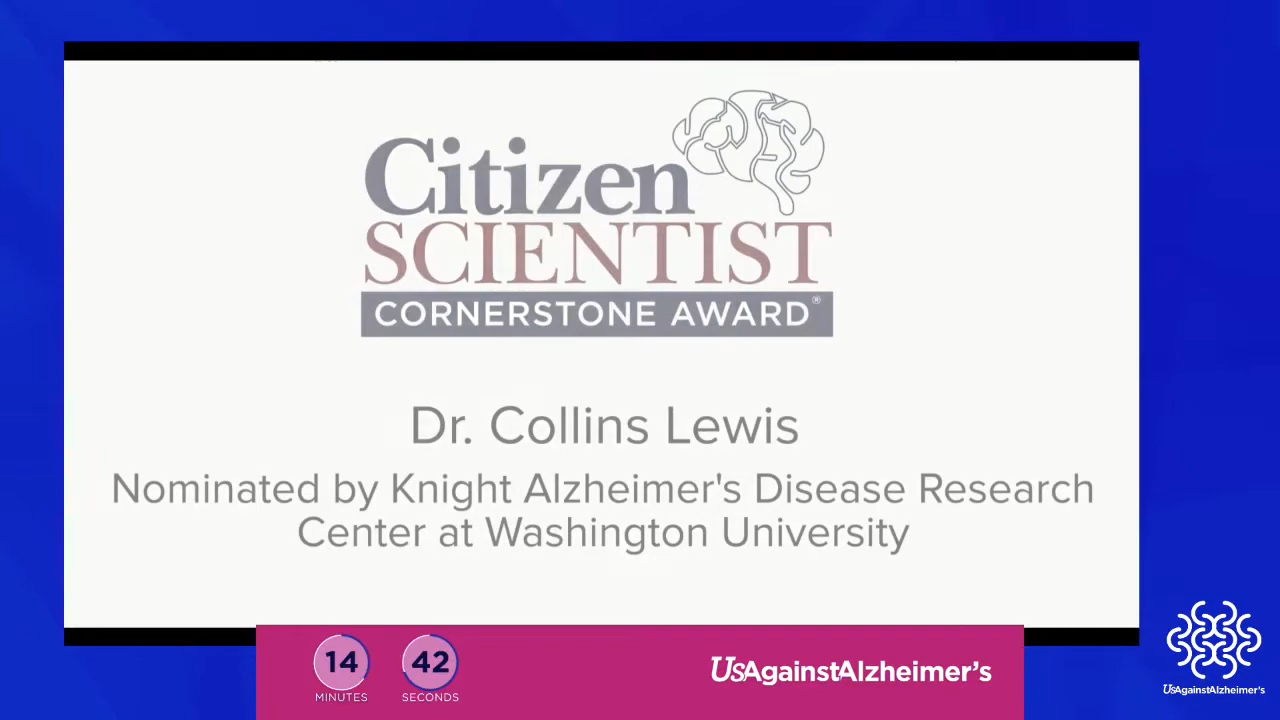 Citizen
SCIENTIST
CORNERSTONE AWARD®
Dr. Collins Lewis
Nominated by Knight Alzheimer's Disease Research
Center at Washington University
14 42
MINUTES SECONDS
UsAgainstAlzheimer's
UsAgainstAlzheimer's